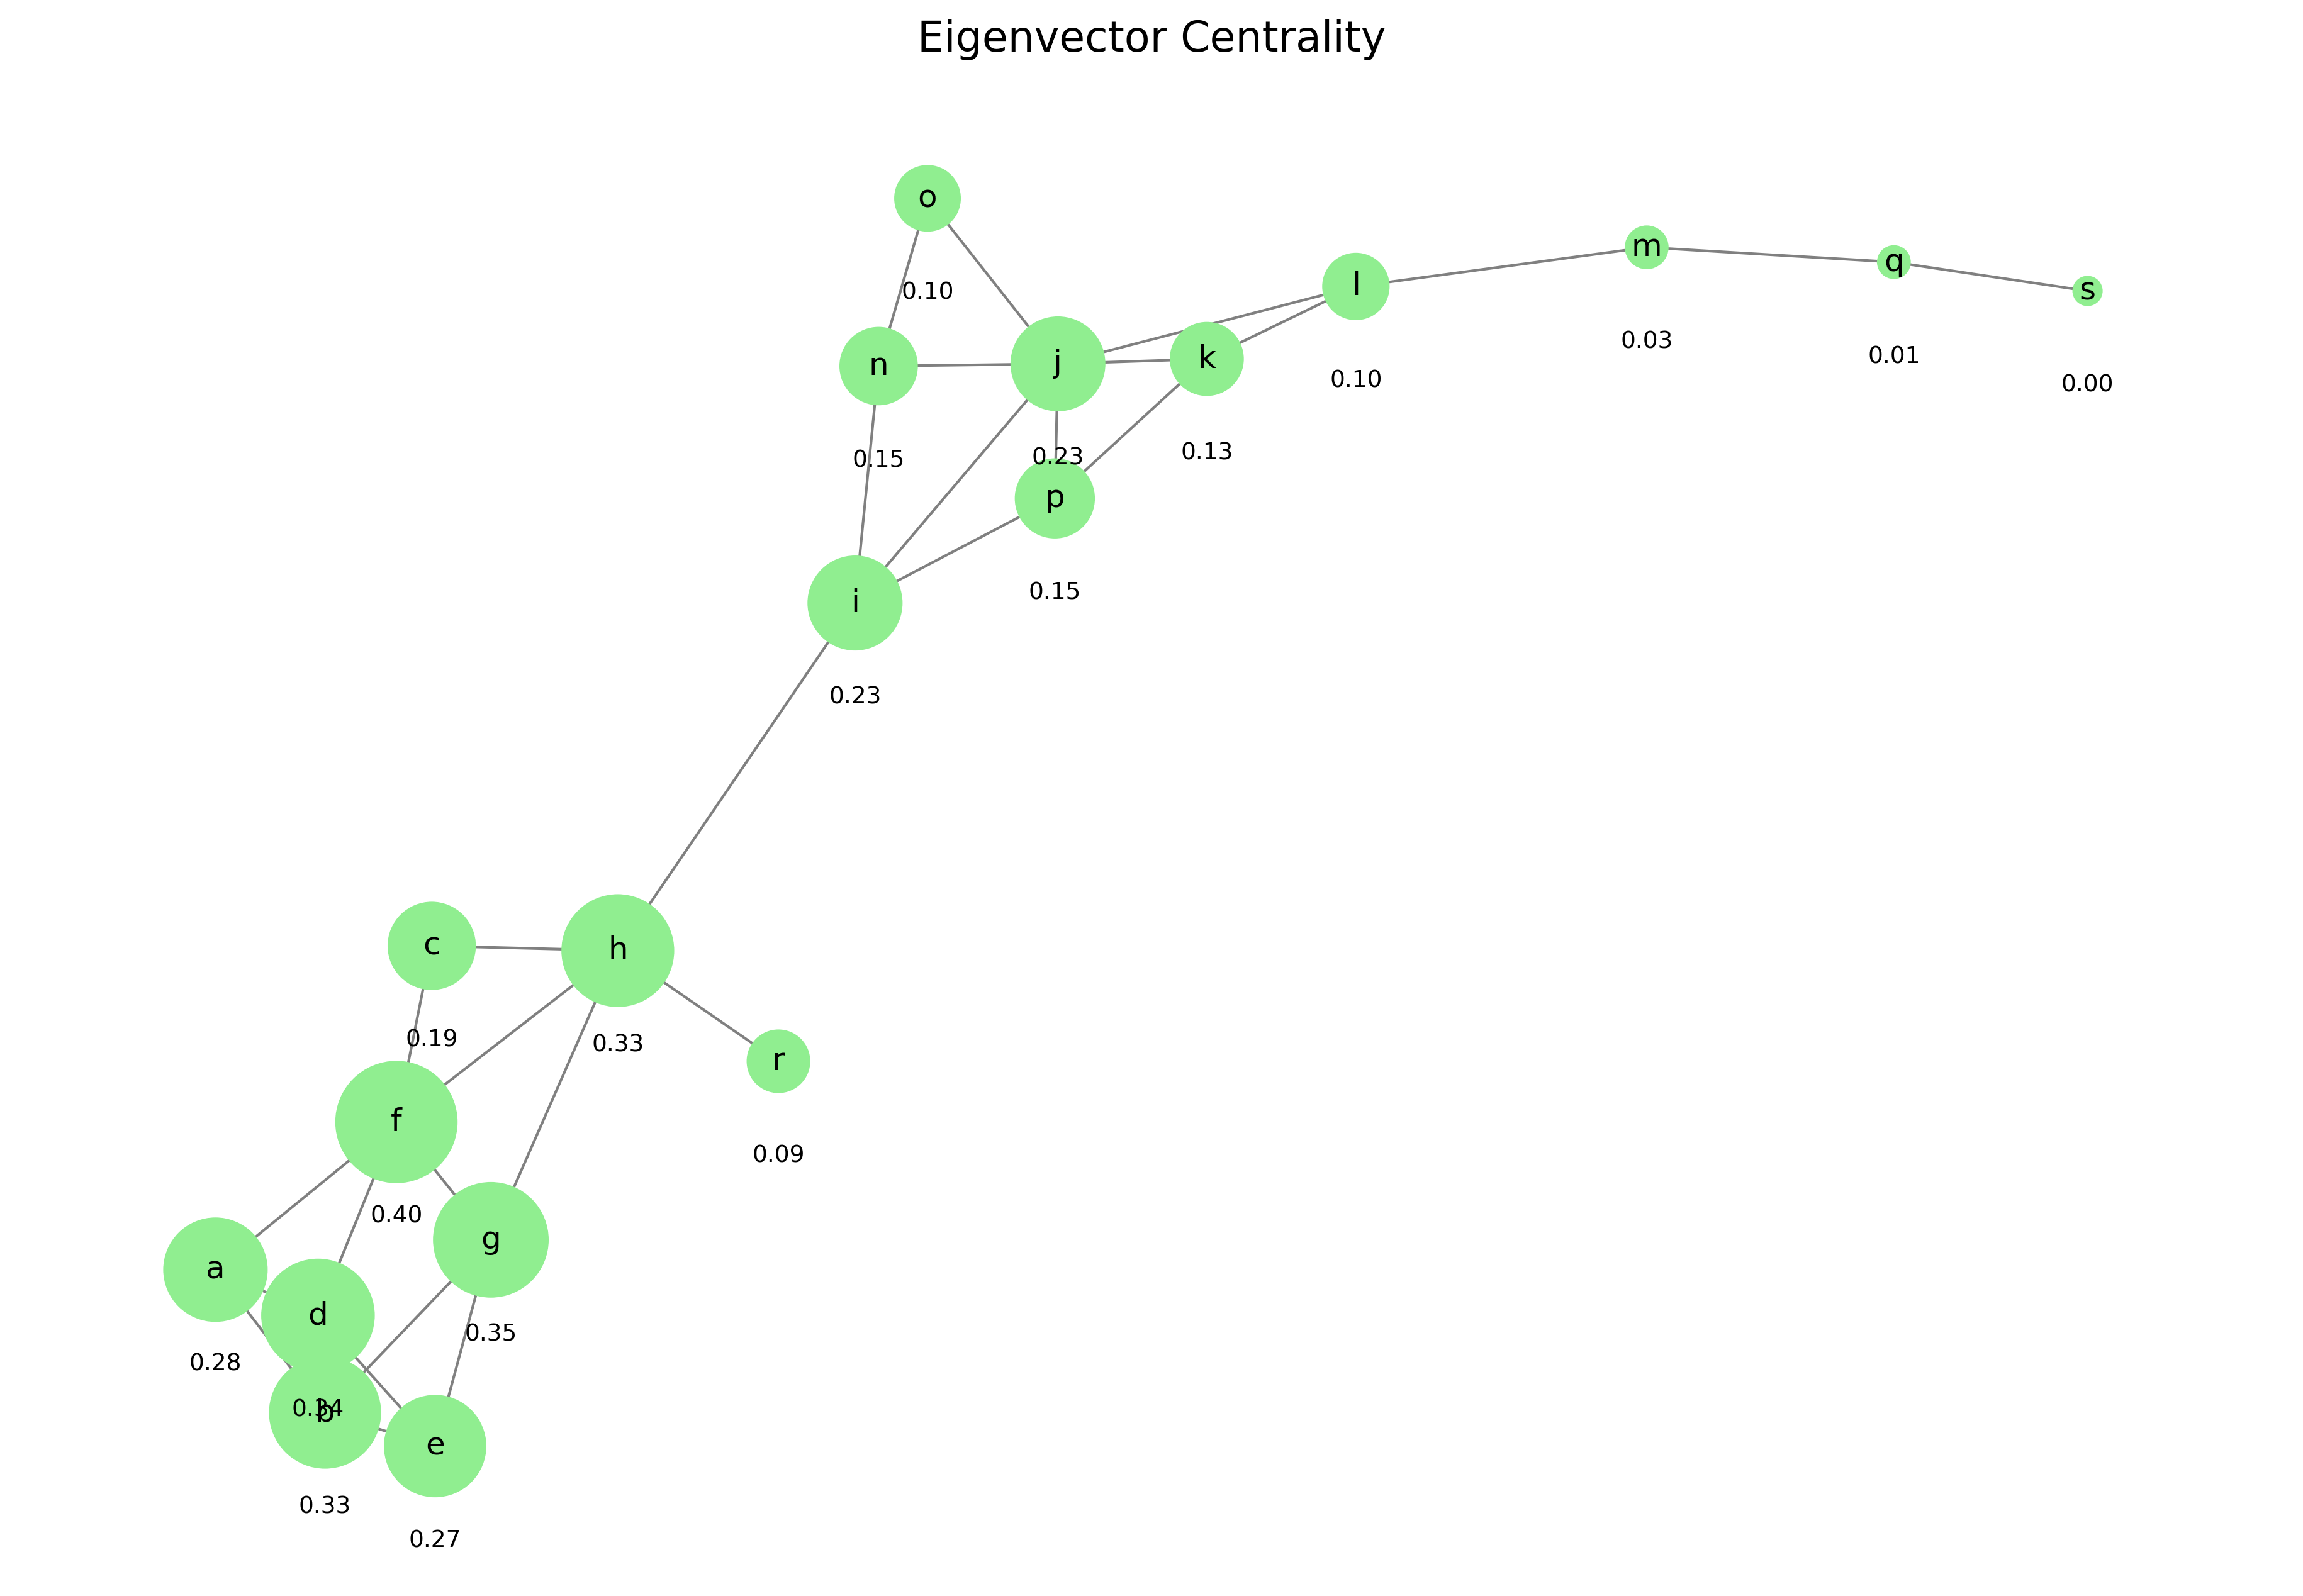 Eigenvector Centrality
o
0.10
m
0.03
q
0.01
s
0.00
l
0.10
n
0.15
j
0.23
k
0.13
p
0.15
i
0.23
c
0.19
h
0.33
r
0.09
f
0.40
g
0.35
a
0.28
d
0.34
b
0.33
e
0.27